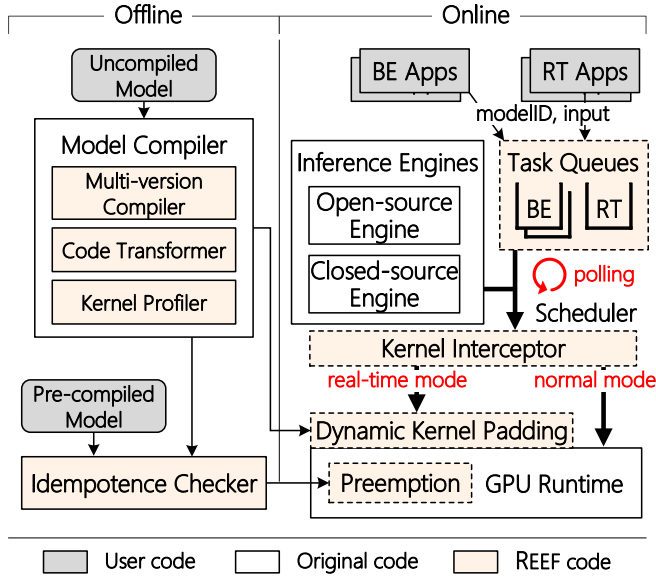 Offline
Online
Uncompiled
Model
BE Apps
RT Apps
modelID, input
Model Compiler
Multi-version
Compiler
Code Transformer
Kernel Profiler
Inference Engines
Open-source
Engine
Closed-source
Engine
Task Queues
BE
RT
polling
Scheduler
Kernel Interceptor
real-time mode
normal mode
Pre-compiled
Model
Dynamic Kernel Padding
Idempotence Checker
Preemption
GPU Runtime
User code
Original code
REEF code